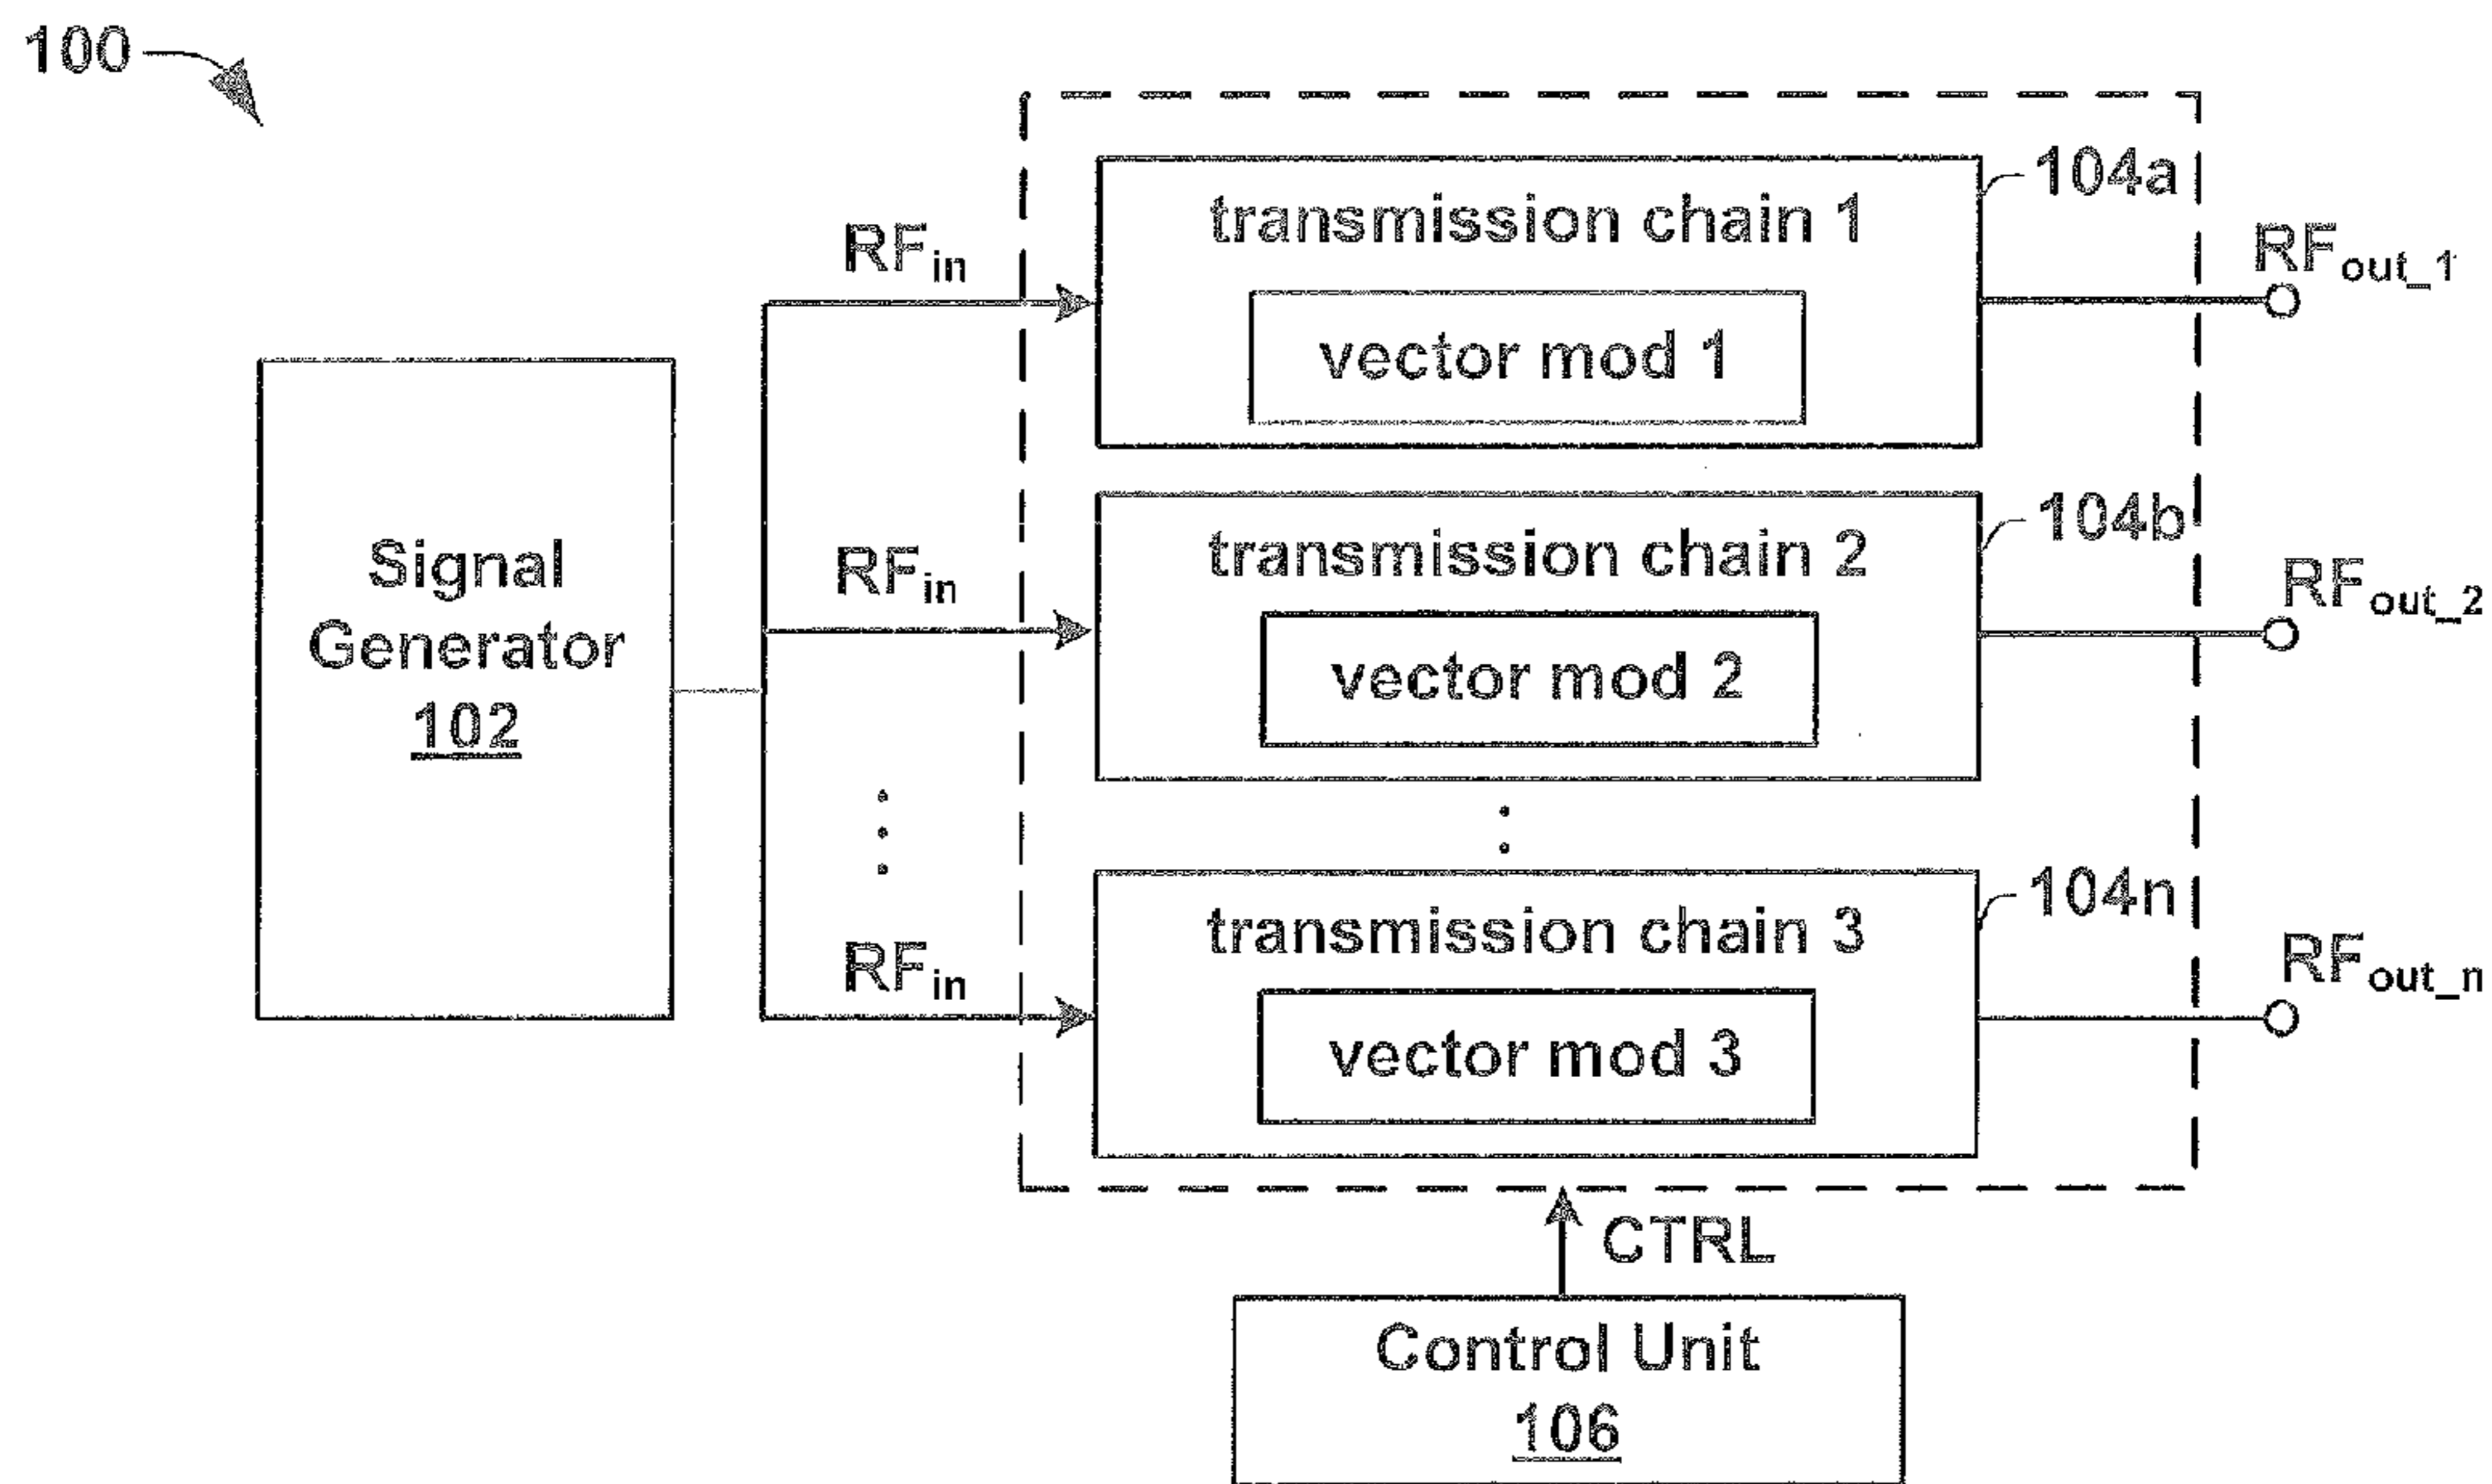 100
104a
transmission chain 1
RFin
RFout_1
vector mod 1
104b
transmission chain 2
RFin
RFout_2
Signal
Generator
102
vector mod 2
104n
transmission chain 3
RFin
RFout_n
vector mod 3
CTRL
Control Unit
106